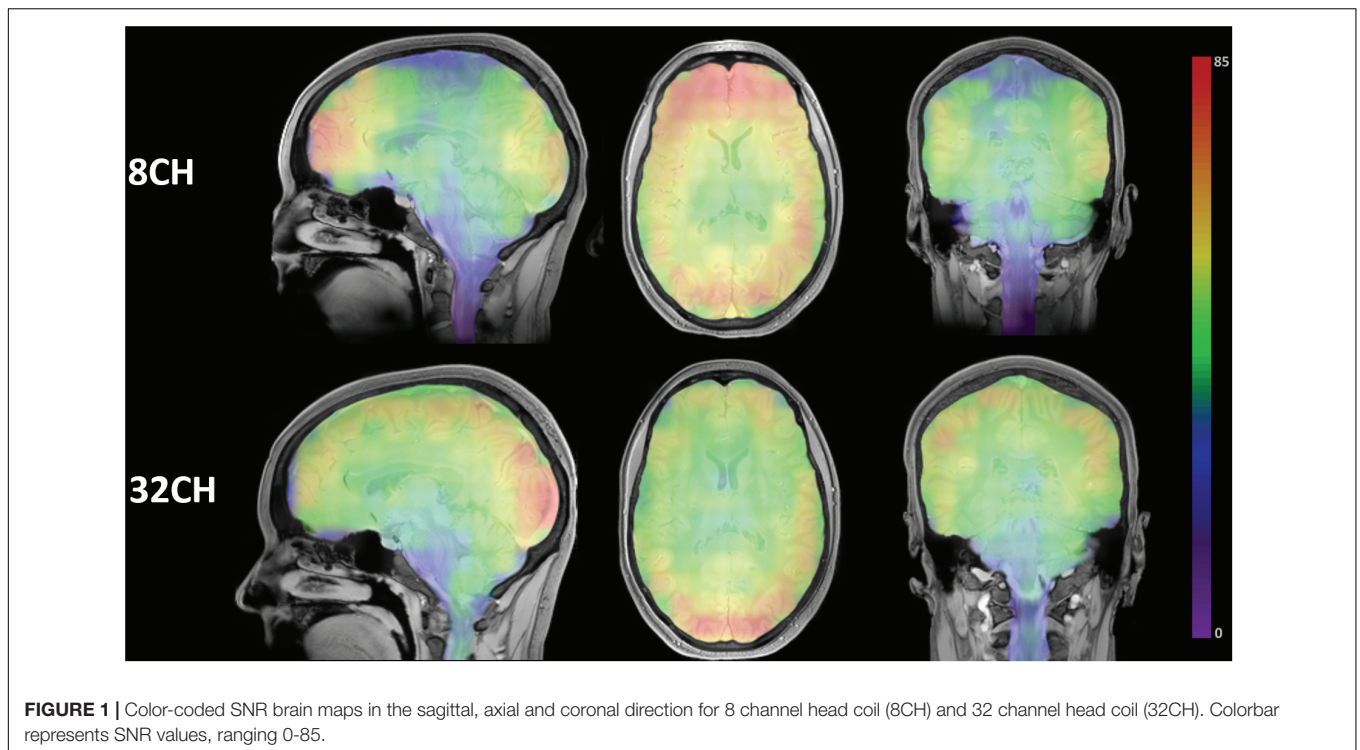 85
8CH
32CH
0
FIGURE 1 | Color-coded SNR brain maps in the sagittal, axial and coronal direction for 8 channel head coil (8CH) and 32 channel head coil (32CH). Colorbar
represents SNR values, ranging 0-85.